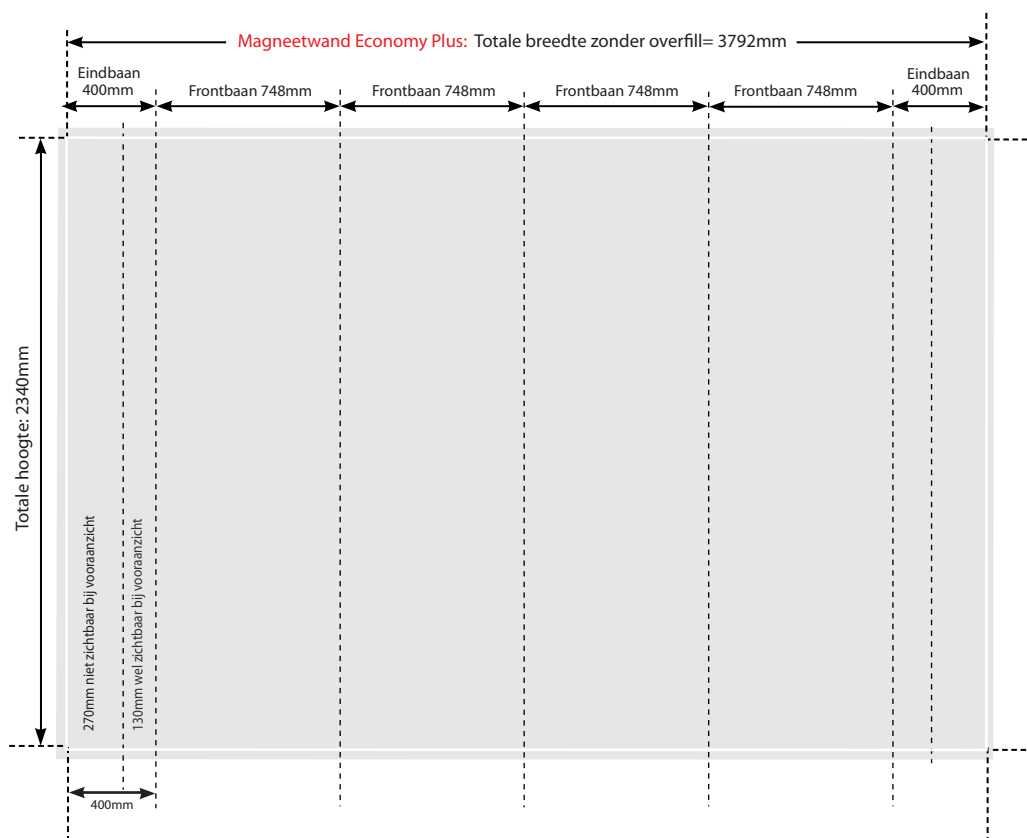 Magneetwand Economy Plus: Totale breedte zonder overfill= 3792mm
Eindbaan
400mm
Frontbaan 748mm
Frontbaan 748mm
Frontbaan 748mm
Frontbaan 748mm
Eindbaan
400mm
Totale hoogte: 2340mm
270mm niet zichtbaar bij vooraanzicht
130mm wel zichtbaar bij vooraanzicht
400mm